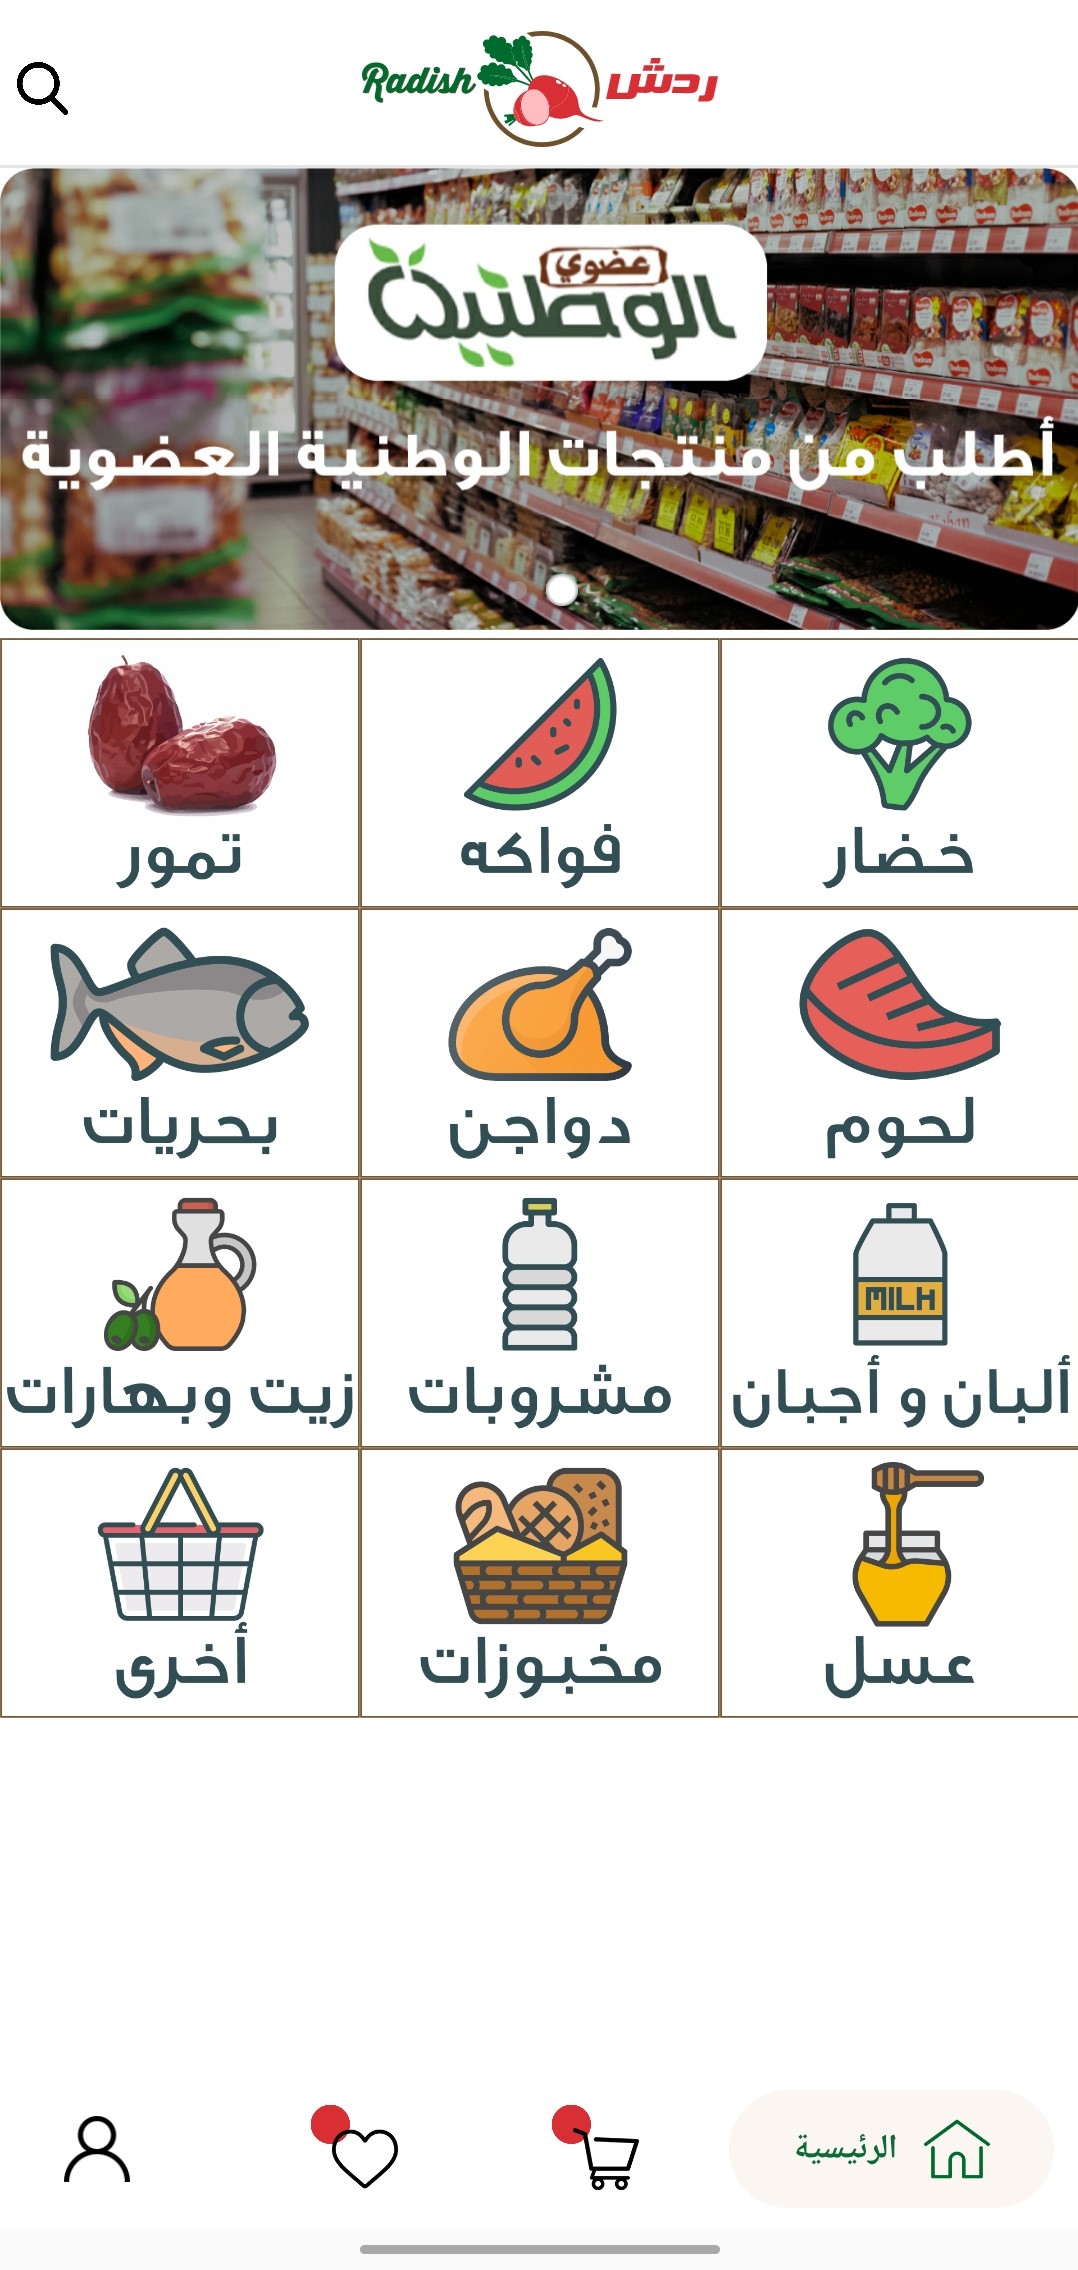 Radish ردش
عضوي
الوطنية
أطلب من منتجات الوطنية العضوية
خضار
فواكه
تمور
لحوم
دواجن
بحريات
MILH
ألبان و أجبان
مشروبات
زيت وبهارات
عسل
مخبوزات
أخرى
الرئيسية